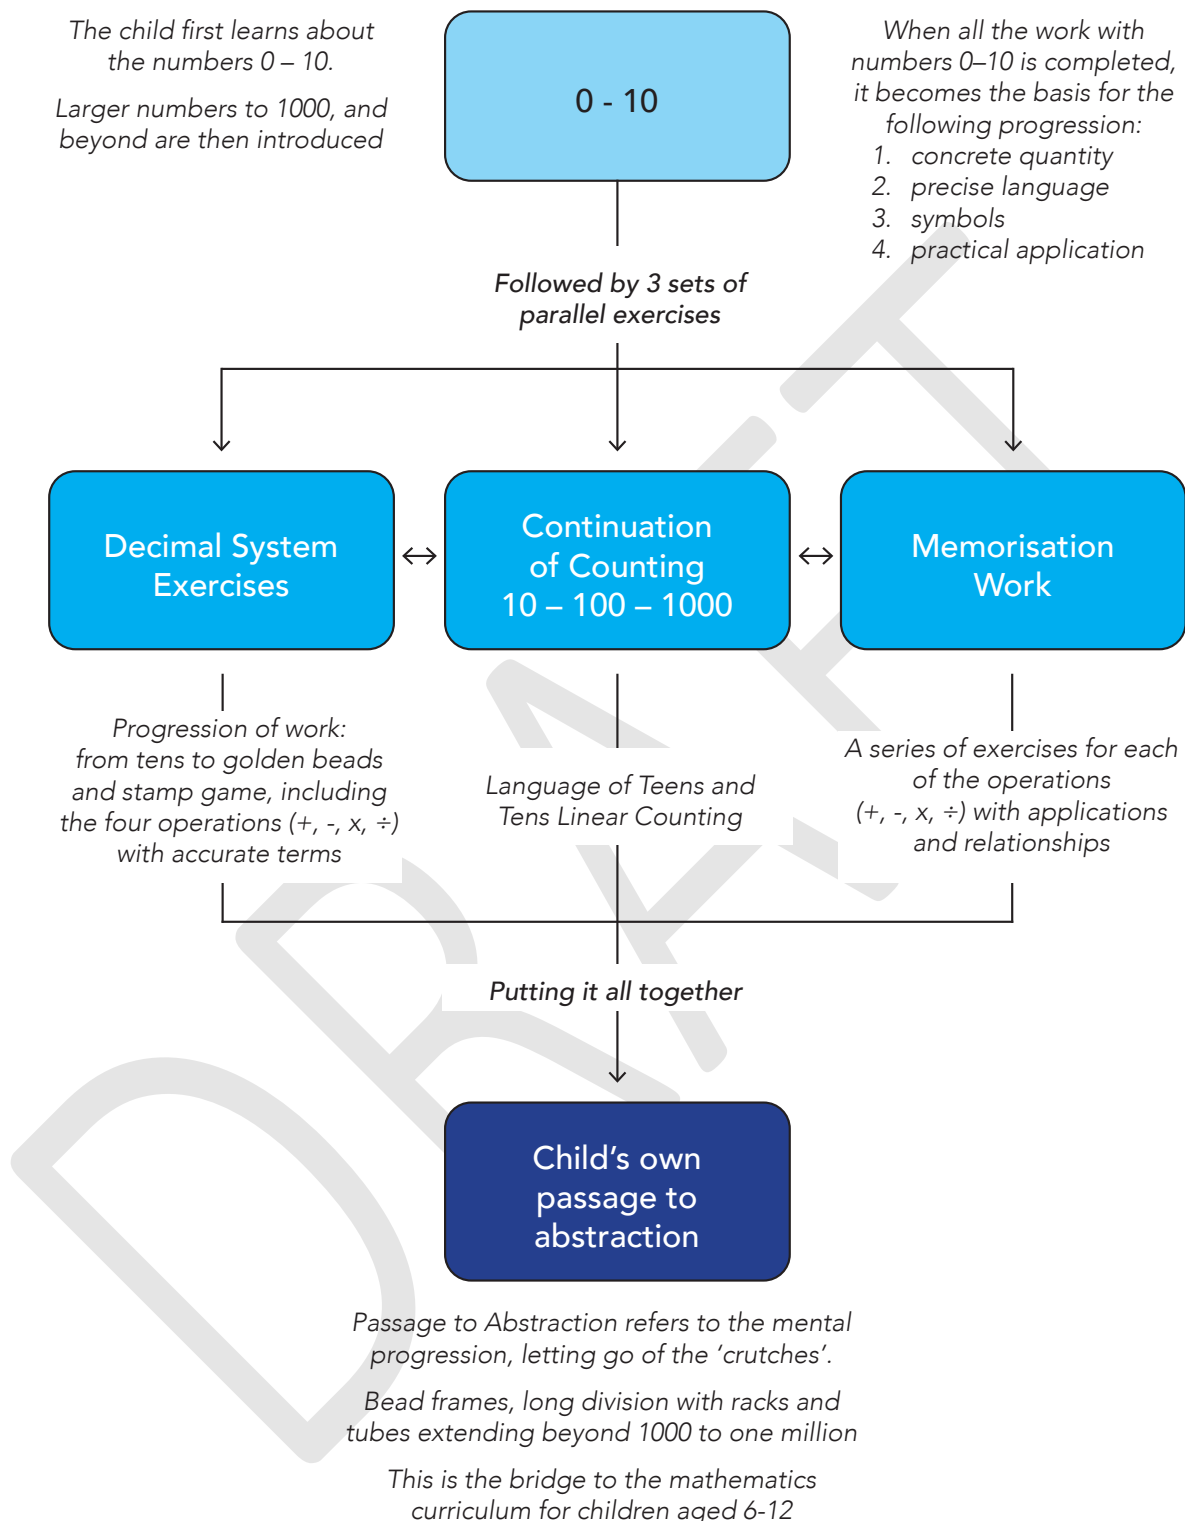 The child first learns about
the numbers 0 – 10.
Larger numbers to 1000, and
beyond are then introduced
0 - 10
When all the work with
numbers 0–10 is completed,
it becomes the basis for the
following progression:
1. concrete quantity
2. precise language
3. symbols
4. practical application
Followed by 3 sets of
parallel exercises
Decimal System
Exercises
Continuation
of Counting
10 – 100 – 1000
Memorisation
Work
Progression of work:
from tens to golden beads
and stamp game, including
the four operations (+, -, x, ÷)
with accurate terms
Language of Teens and
Tens Linear Counting
A series of exercises for each
of the operations
(+, -, x, ÷) with applications
and relationships
Putting it all together
Child’s own
passage to
abstraction
Passage to Abstraction refers to the mental
progression, letting go of the ‘crutches’.
Bead frames, long division with racks and
tubes extending beyond 1000 to one million
This is the bridge to the mathematics
curriculum for children aged 6-12
DRAFT